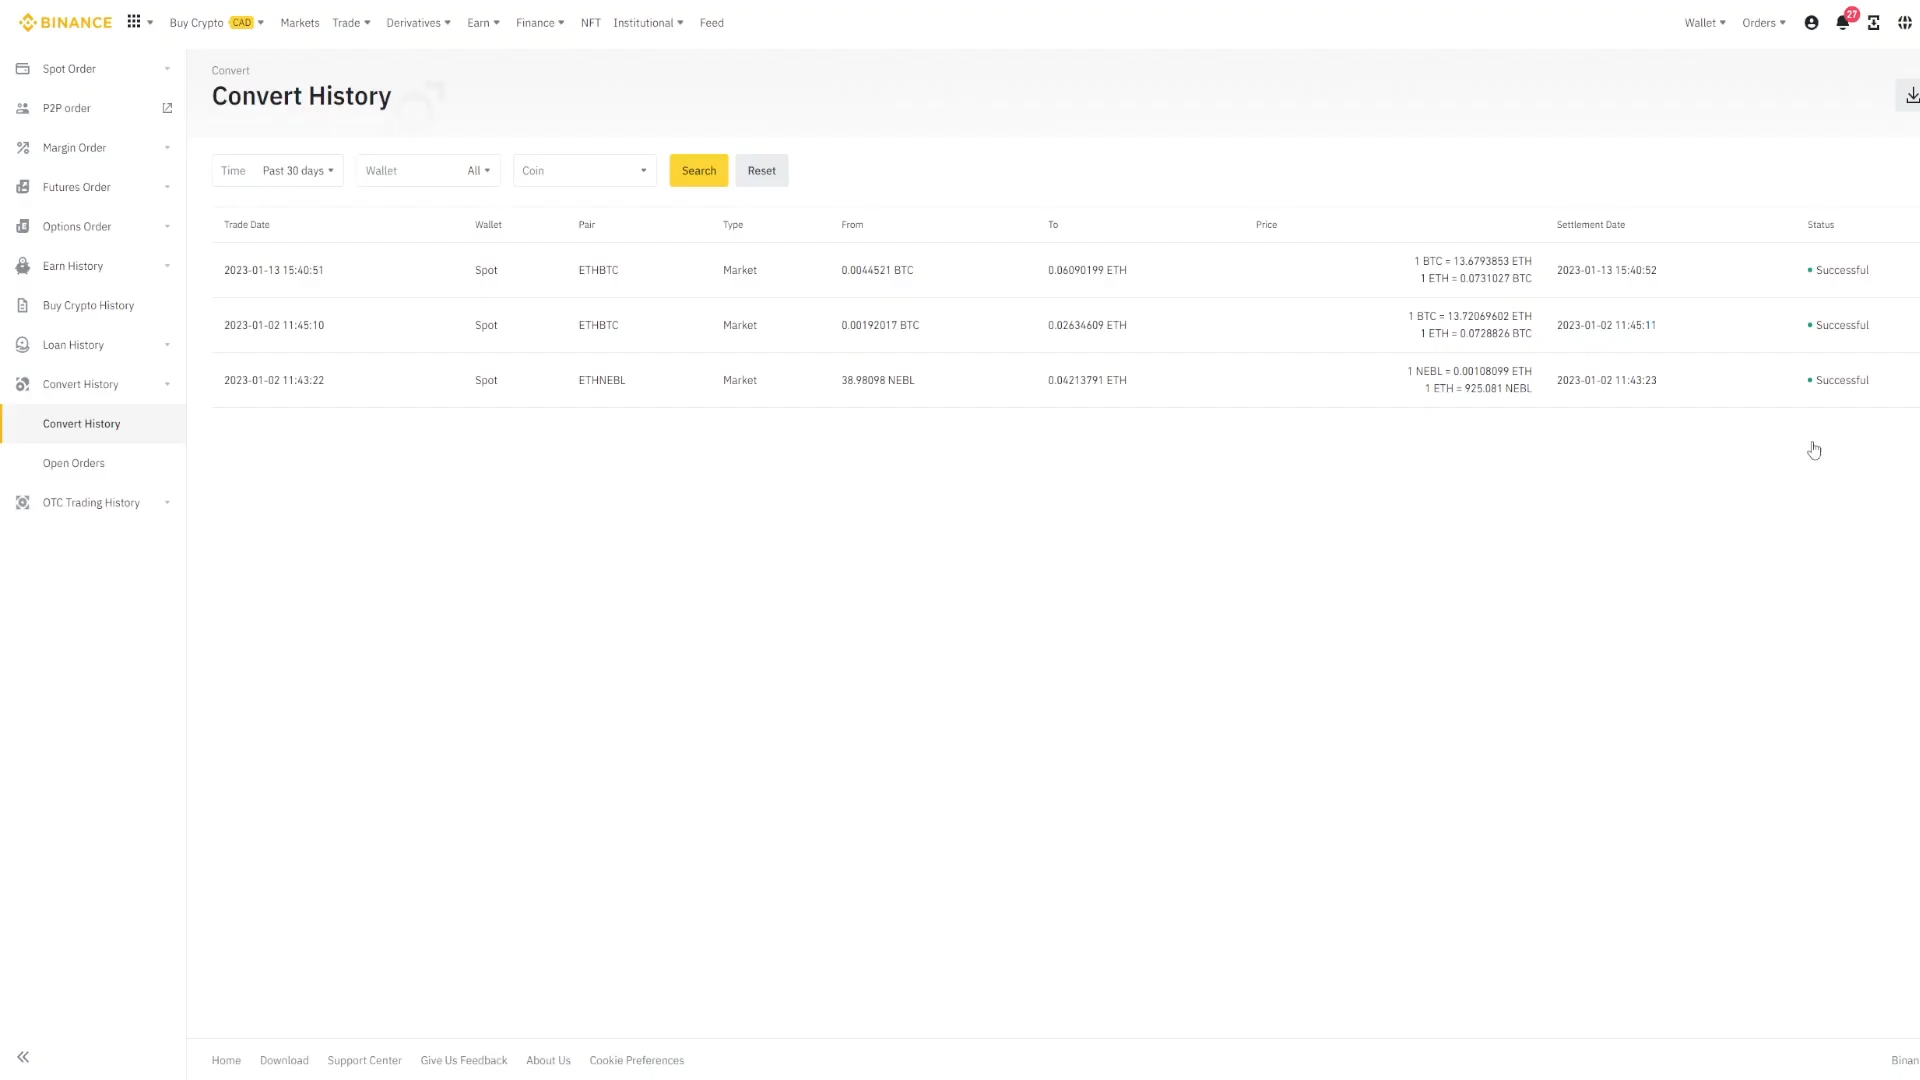 BINANCE Buy Crypto CAD Markets Trade Derivatives Earn Finance NFT Institutional Feed Wallet Orders 27
Spot Order
P2P order
Margin Order
Futures Order
Options Order
Earn History
Buy Crypto History
Loan History
Convert History
Convert History
Open Orders
OTC Trading History
Convert
Convert History
Time Past 30 days Wallet All Coin Search Reset
Trade Date Wallet Pair Type From To Price Settlement Date Status
2023-01-13 15:40:51 Spot ETHBTC Market 0.0044521 BTC 0.06090199 ETH 1 BTC = 13.6793853 ETH 2023-01-13 15:40:52 Successful
1 ETH = 0.0731027 BTC
2023-01-02 11:45:10 Spot ETHBTC Market 0.00192017 BTC 0.02634609 ETH 1 BTC = 13.72069602 ETH 2023-01-02 11:45:11 Successful
1 ETH = 0.0728826 BTC
2023-01-02 11:43:22 Spot ETHNEBL Market 38.98098 NEBL 0.04213791 ETH 1 NEBL = 0.00108099 ETH 2023-01-02 11:43:23 Successful
1 ETH = 925.081 NEBL
Home Download Support Center Give Us Feedback About Us Cookie Preferences Binan